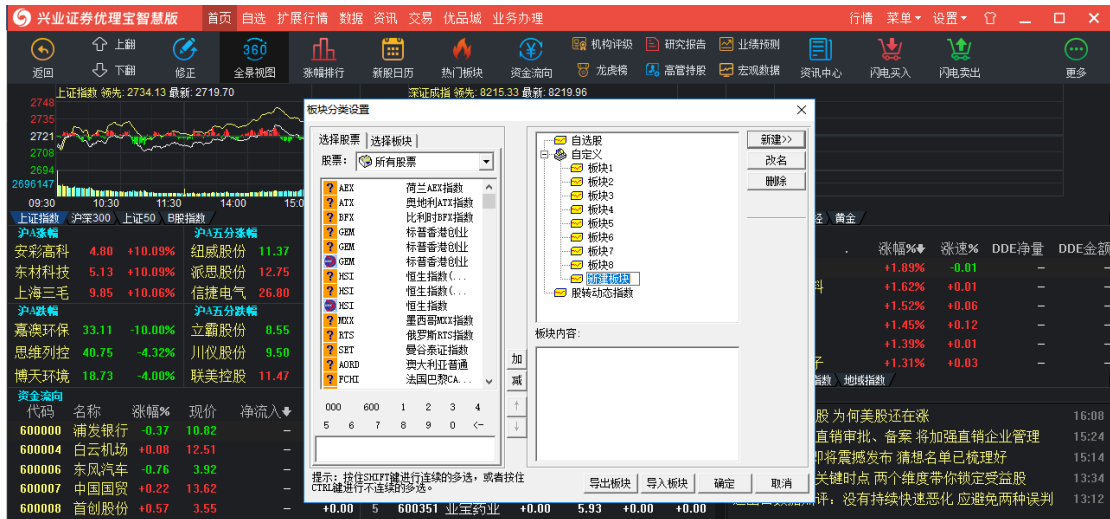 兴业证券优理宝智慧版 首页 自选 扩展行情 数据 资讯 交易 优品城 业务办理 行情 菜单 设置
返回 上翻 下翻 修正 360 全景视图 涨幅排行 新股日历 热门板块 资金流向 机构评级 研究报告 业绩预测 龙虎榜 高管持股 宏观数据 资讯中心 闪电买入 闪电卖出 更多
上证指数 领先: 2734.13 最新: 2719.70 深证成指 领先: 8215.33 最新: 8219.96
2748
2735
2721
2708
2694
2696147
09:30 10:30 11:30 14:00 15:0
上证指数 沪深300 上证50 B股指数 黄金
沪A涨幅 沪A五分涨幅
安彩高科 4.80 +10.09% 纽威股份 11.37
东材科技 5.13 +10.09% 派思股份 12.75
上海三毛 9.85 +10.06% 信捷电气 26.80
沪A跌幅 沪A五分跌幅
嘉澳环保 33.11 -10.00% 立霸股份 8.55
思维列控 40.75 -4.32% 川仪股份 9.50
博天环境 18.73 -4.00% 联美控股 11.47
资金流向
代码 名称 涨幅% 现价 净流入
600000 浦发银行 -0.37 10.82 –
600004 白云机场 +0.08 12.51 –
600006 东风汽车 -0.76 3.92 –
600007 中国国贸 +0.22 13.62 –
600008 首创股份 +0.57 3.55 – +0.00 5 600351 亚宝药业 +0.00 5.93 +0.00 +0.00
板块分类设置
选择股票 选择板块
股票: 所有股票
AEX 荷兰AEX指数
ATX 奥地利ATX指数
BFX 比利时BFX指数
GEM 标普香港创业
GEM 标普香港创业
GEM 标普香港创业
HSI 恒生指数(...
HSI 恒生指数(...
HSI 恒生指数
MXX 墨西哥MXX指数
RTS 俄罗斯RTS指数
SET 曼谷泰证指数
AORD 澳大利亚普通
FCHI 法国巴黎CA...
000 600 1 2 3 4
5 6 7 8 9 0 <-
提示: 按住SHIFT键进行连续的多选, 或者按住
CTRL键进行不连续的多选。
加
减
↑
↓
自选股
自定义
板块1
板块2
板块3
板块4
板块5
板块6
板块7
板块8
新建板块
股转动态指数
板块内容:
新建>>
改名
删除
导出板块 导入板块 确定 取消
涨幅% 涨速% DDE净量 DDE金额
+1.89% -0.01 – –
+1.62% +0.01 – –
+1.52% +0.06 – –
+1.45% +0.12 – –
+1.39% +0.01 – –
+1.31% +0.03 – –
指数 地域指数
股 为何美股还在涨 16:08
直销审批、备案 将加强直销企业管理 15:24
即将震撼发布 猜想名单已梳理好 15:14
关键时点 两个维度带你锁定受益股 13:34
评：没有持续快速恶化 应避免两种误判 13:12